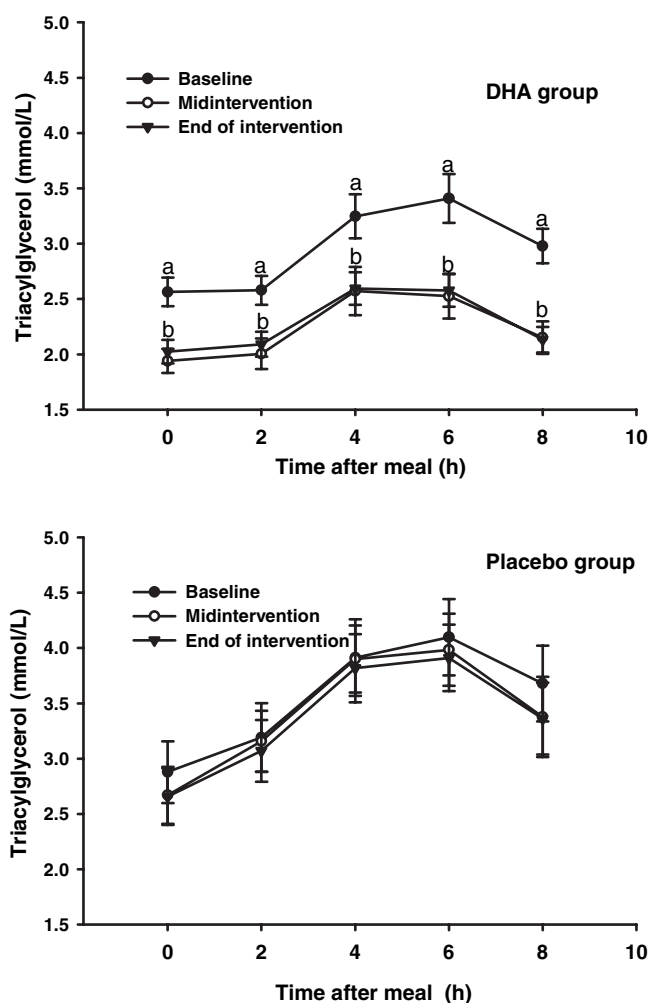 5.0
Baseline
4.5
DHA group
Midintervention
End of intervention
4.0
3.5
3.0
2.5
2.0
1.5
Triacylglycerol (mmol/L)
a
a
a
a
a
b
b
b
b
b
0 2 4 6 8 10
Time after meal (h)
5.0
Placebo group
4.5
Baseline
Midintervention
End of intervention
4.0
3.5
3.0
2.5
2.0
1.5
Triacylglycerol (mmol/L)
0 2 4 6 8 10
Time after meal (h)